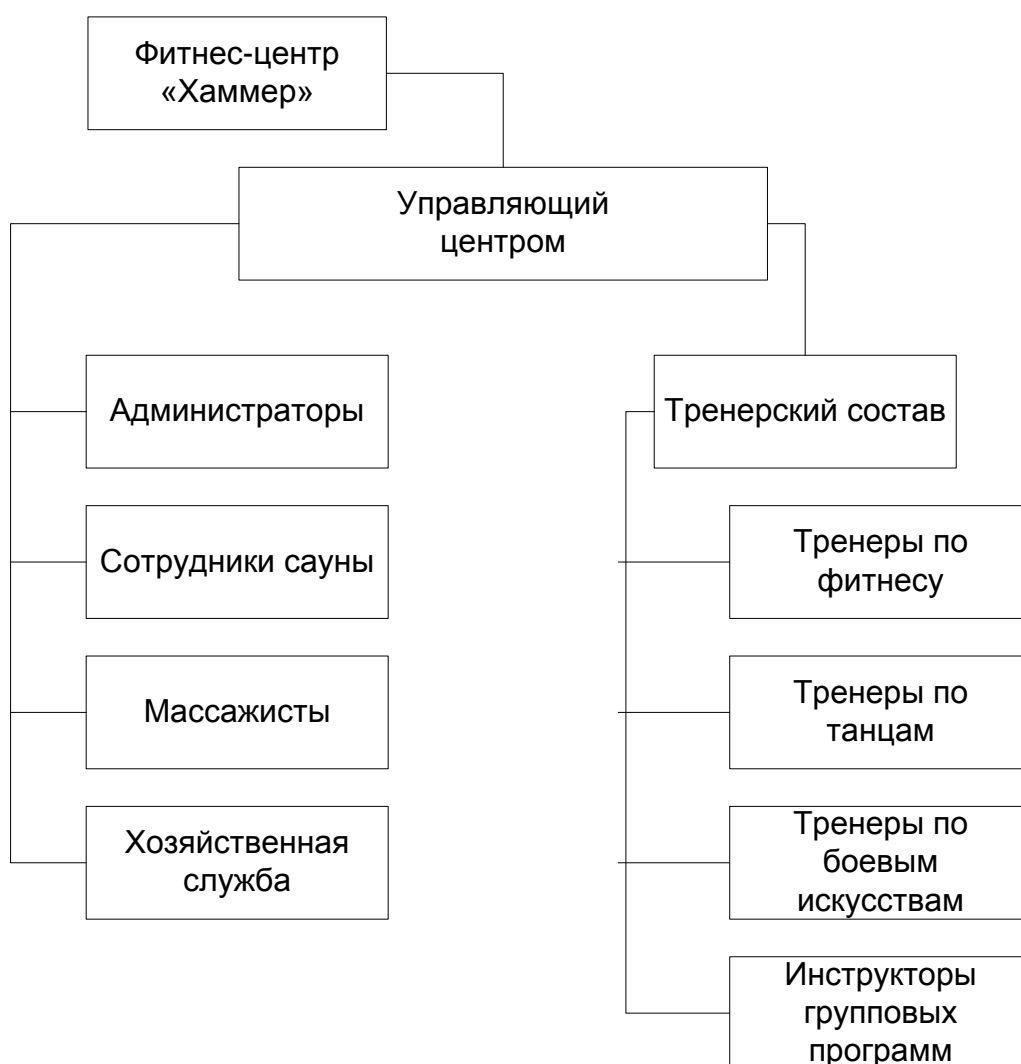 Фитнес-центр
«Хаммер»
Управляющий
центром
Администраторы
Сотрудники сауны
Массажисты
Хозяйственная
служба
Тренерский состав
Тренеры по
фитнесу
Тренеры по
танцам
Тренеры по
боевым
искусствам
Инструкторы
групповых
программ